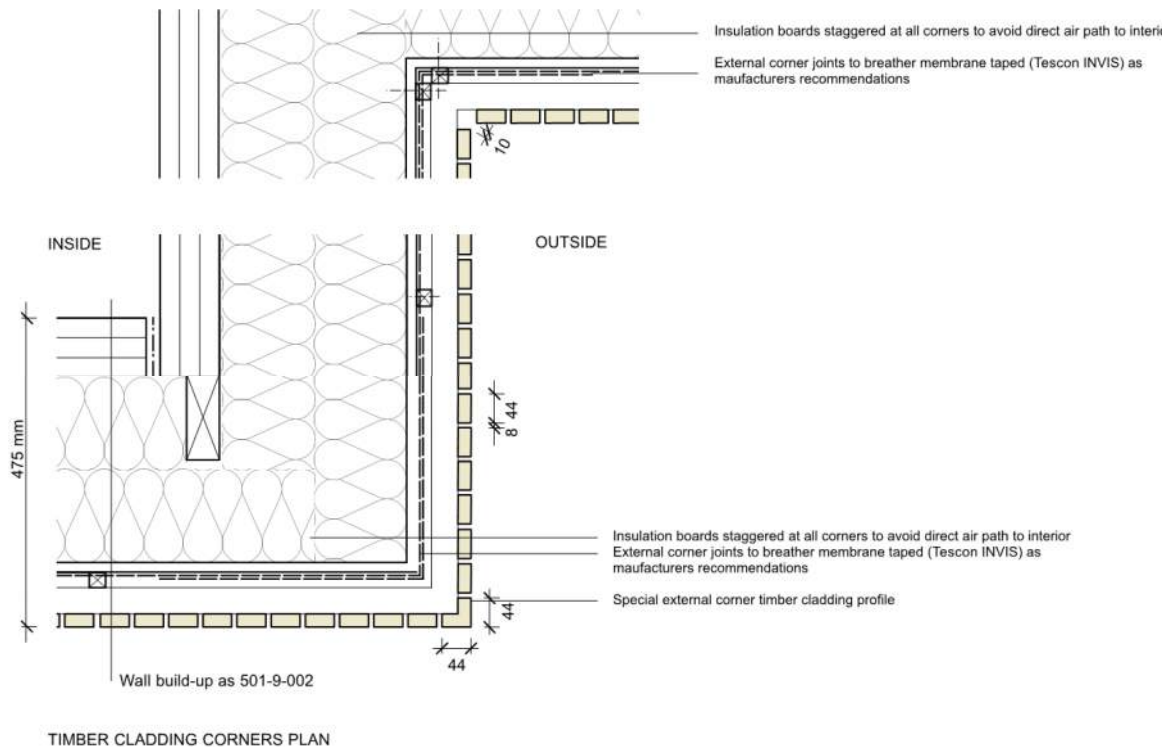 Insulation boards staggered at all corners to avoid direct air path to interi
External corner joints to breather membrane taped (Tescon INVIS) as
maufacturers recommendations
10
INSIDE
OUTSIDE
475 mm
44
8
Insulation boards staggered at all corners to avoid direct air path to interior
External corner joints to breather membrane taped (Tescon INVIS) as
maufacturers recommendations
Special external corner timber cladding profile
44
44
Wall build-up as 501-9-002
TIMBER CLADDING CORNERS PLAN